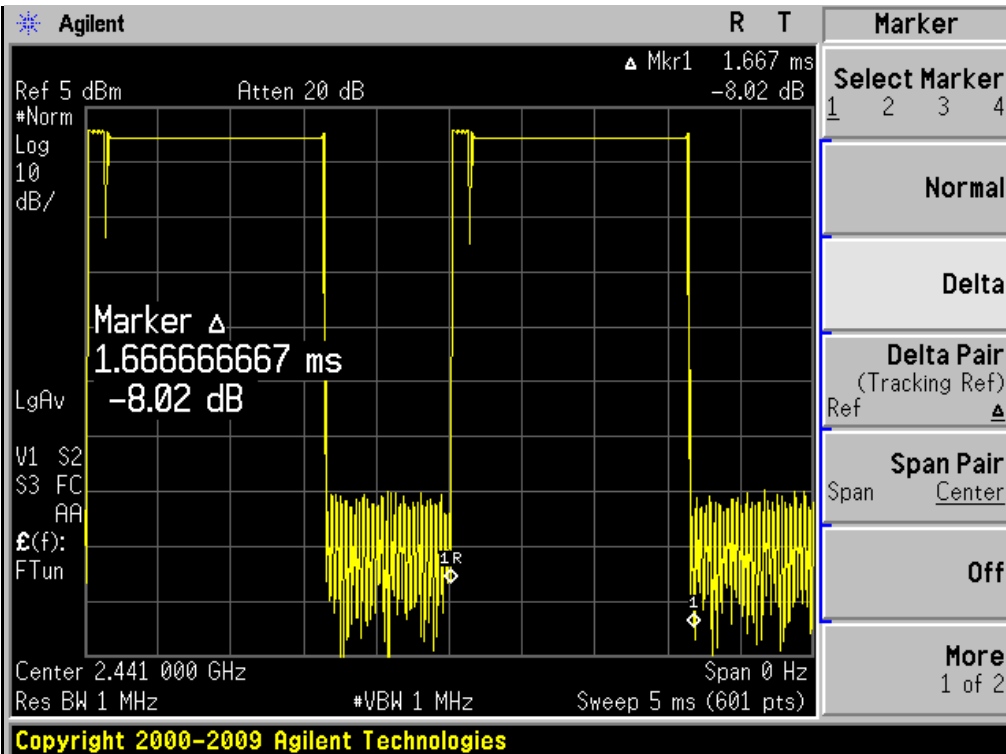 Agilent R T Marker
Δ Mkr1 1.667 ms
Ref 5 dBm Atten 20 dB -8.02 dB
#Norm
Log
10
dB/
Marker Δ
1.666666667 ms
-8.02 dB
LgAv
V1 S2
S3 FC
AA
£(f):
FTun
1R
1
Center 2.441 000 GHz Span 0 Hz
Res BW 1 MHz #VBW 1 MHz Sweep 5 ms (601 pts)
Copyright 2000-2009 Agilent Technologies
Select Marker
1 2 3 4
Normal
Delta
Delta Pair
(Tracking Ref)
Ref Δ
Span Pair
Span Center
Off
More
1 of 2